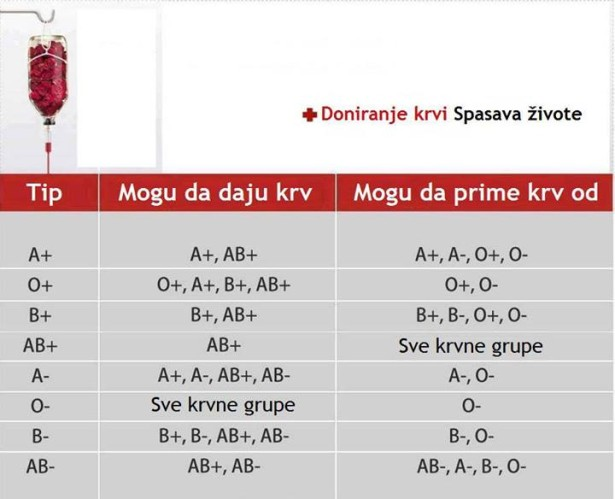 Doniranje krvi Spasava živote
Tip Mogu da daju krv Mogu da prime krv od
A+ A+, AB+ A+, A-, O+, O-
O+ O+, A+, B+, AB+ O+, O-
B+ B+, AB+ B+, B-, O+, O-
AB+ AB+ Sve krvne grupe
A- A+, A-, AB+, AB- A-, O-
O- Sve krvne grupe O-
B- B+, B-, AB+, AB- B-, O-
AB- AB+, AB- AB-, A-, B-, O-